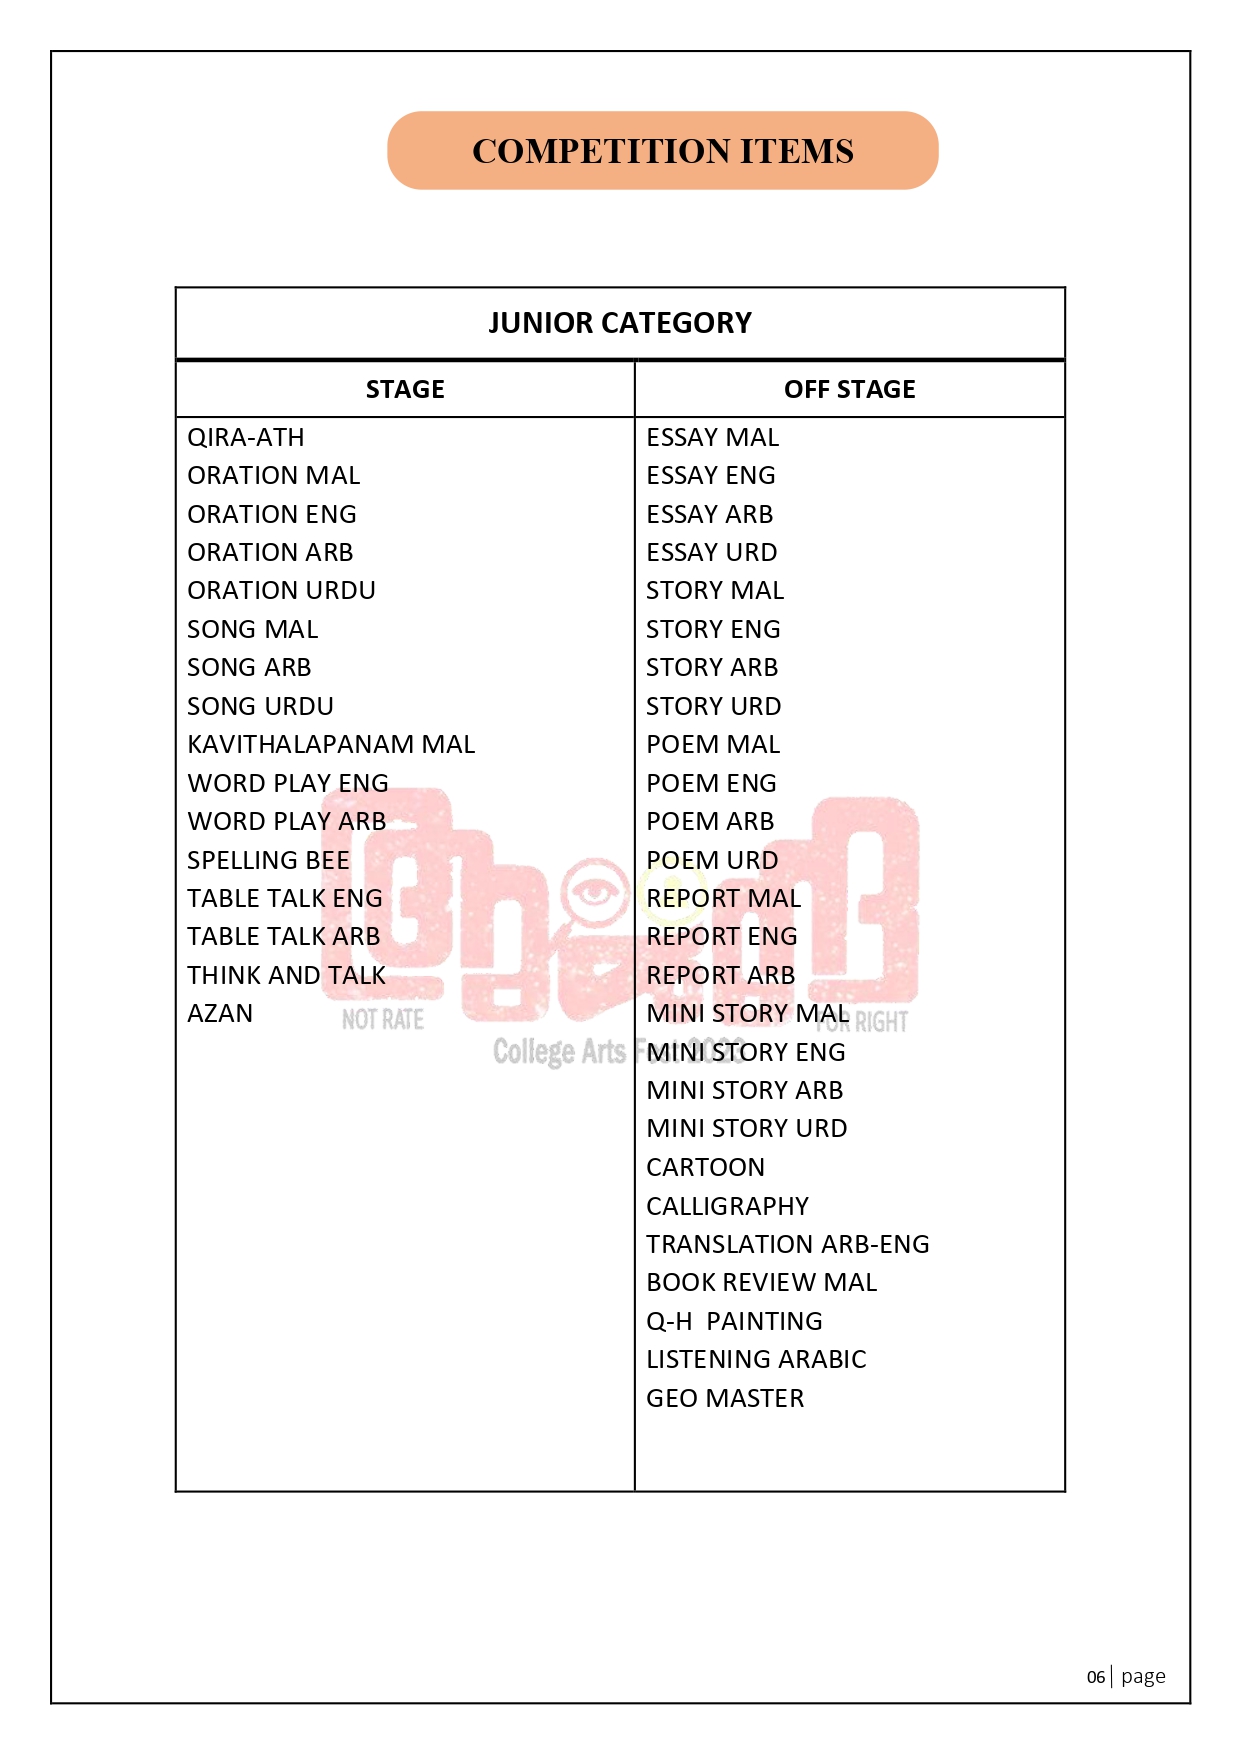 COMPETITION ITEMS
JUNIOR CATEGORY
STAGE
OFF STAGE
QIRA-ATH
ORATION MAL
ORATION ENG
ORATION ARB
ORATION URDU
SONG MAL
SONG ARB
SONG URDU
KAVITHALAPANAM MAL
WORD PLAY ENG
WORD PLAY ARB
SPELLING BEE
TABLE TALK ENG
TABLE TALK ARB
THINK AND TALK
AZAN
ESSAY MAL
ESSAY ENG
ESSAY ARB
ESSAY URD
STORY MAL
STORY ENG
STORY ARB
STORY URD
POEM MAL
POEM ENG
POEM ARB
POEM URD
REPORT MAL
REPORT ENG
REPORT ARB
MINI STORY MAL
MINI STORY ENG
MINI STORY ARB
MINI STORY URD
CARTOON
CALLIGRAPHY
TRANSLATION ARB-ENG
BOOK REVIEW MAL
Q-H  PAINTING
LISTENING ARABIC
GEO MASTER
NOT RATE
FOR RIGHT
College Arts Fest 2023
06 | page